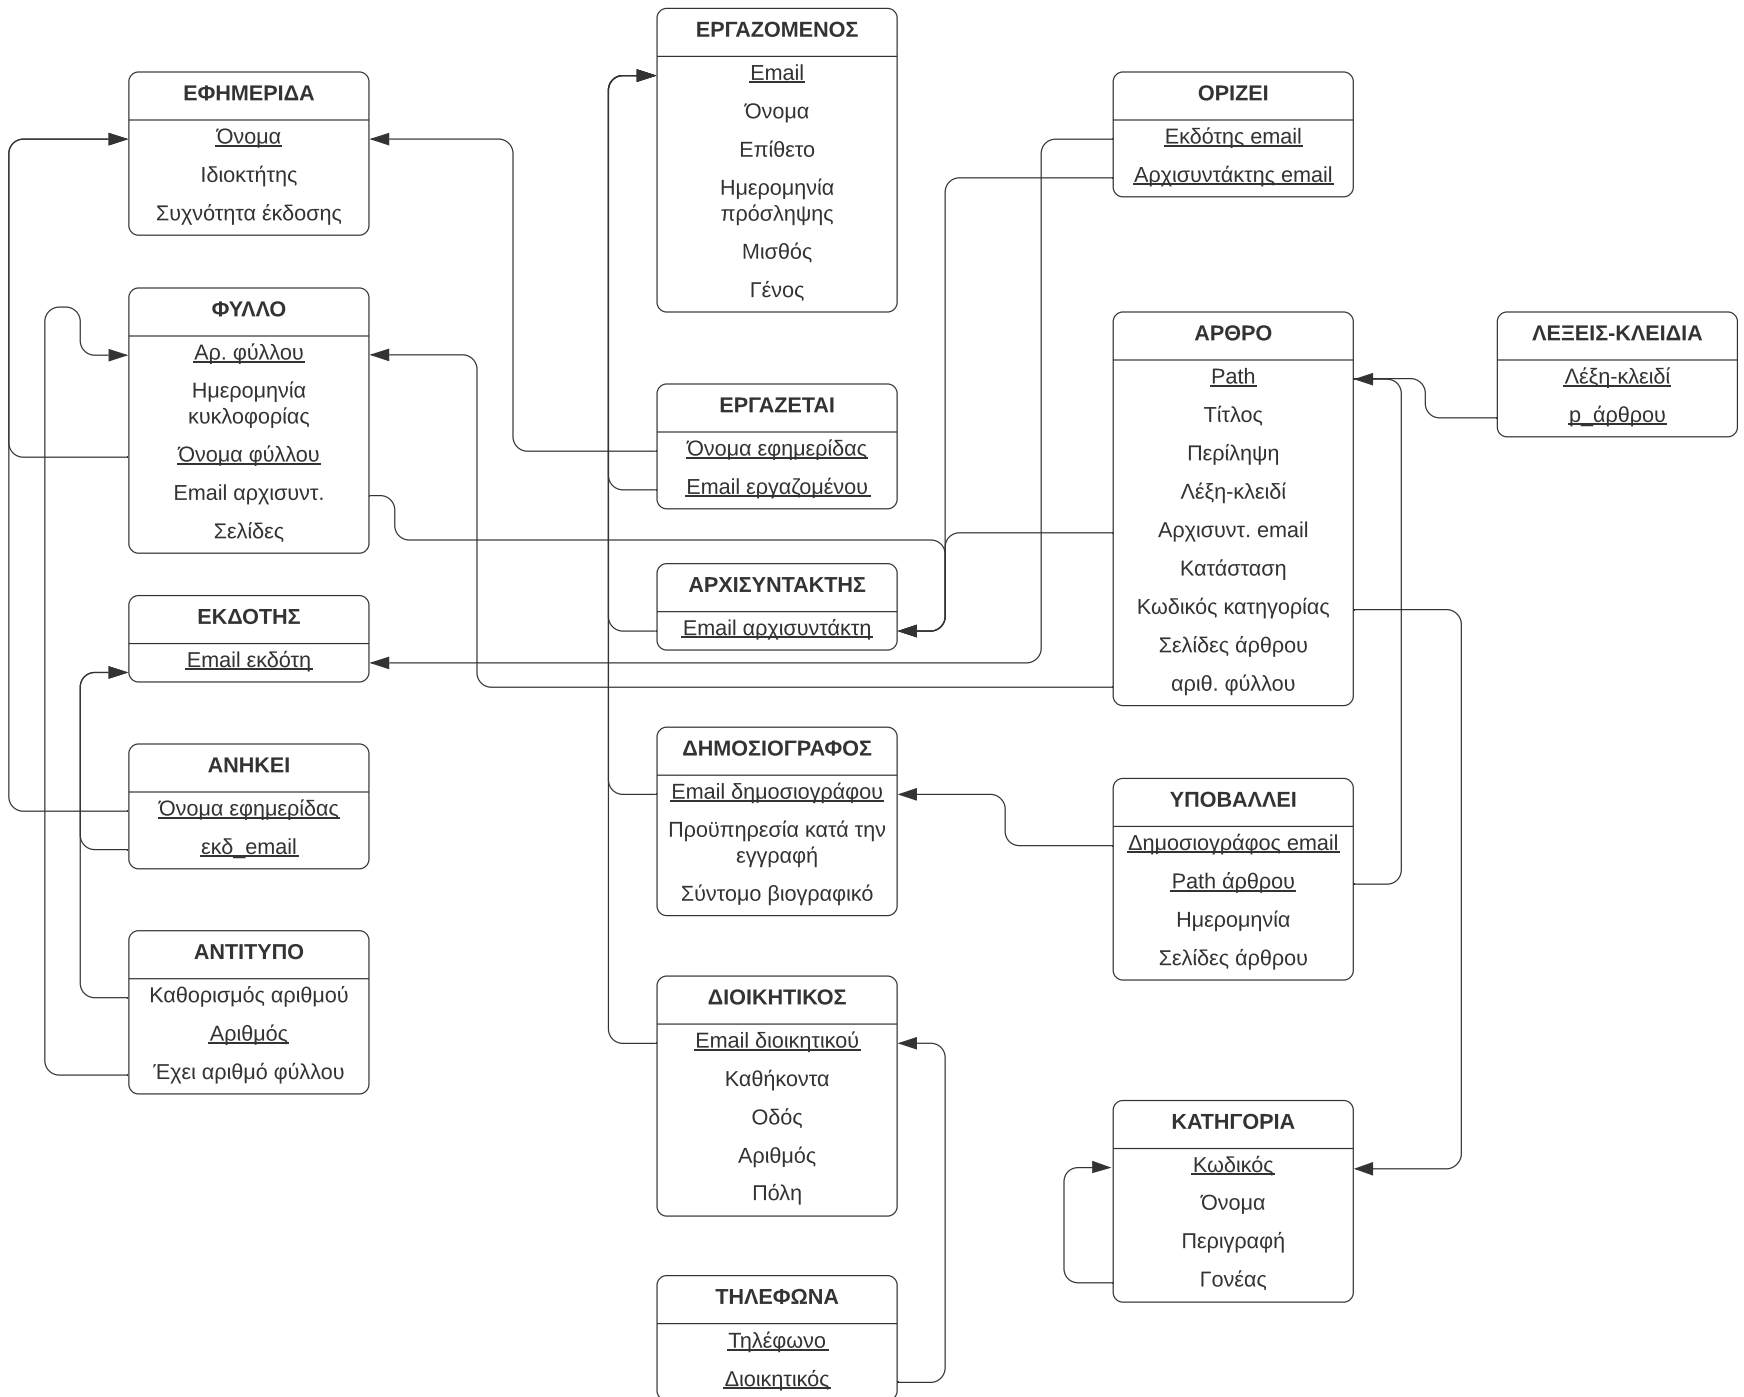 ΕΦΗΜΕΡΙΔΑ
Όνομα
Ιδιοκτήτης
Συχνότητα έκδοσης
ΦΥΛΛΟ
Αρ. φύλλου
Ημερομηνία
κυκλοφορίας
Όνομα φύλλου
Email αρχισυντ.
Σελίδες
ΕΚΔΟΤΗΣ
Email εκδότη
ΑΝΗΚΕΙ
Όνομα εφημερίδας
εκδ_email
ΑΝΤΙΤΥΠΟ
Καθορισμός αριθμού
Αριθμός
Έχει αριθμό φύλλου
ΕΡΓΑΖΟΜΕΝΟΣ
Email
Όνομα
Επίθετο
Ημερομηνία
πρόσληψης
Μισθός
Γένος
ΕΡΓΑΖΕΤΑΙ
Όνομα εφημερίδας
Email εργαζομένου
ΑΡΧΙΣΥΝΤΑΚΤΗΣ
Email αρχισυντάκτη
ΔΗΜΟΣΙΟΓΡΑΦΟΣ
Email δημοσιογράφου
Προϋπηρεσία κατά την
εγγραφή
Σύντομο βιογραφικό
ΔΙΟΙΚΗΤΙΚΟΣ
Email διοικητικού
Καθήκοντα
Οδός
Αριθμός
Πόλη
ΤΗΛΕΦΩΝΑ
Τηλέφωνο
Διοικητικός
ΟΡΙΖΕΙ
Εκδότης email
Αρχισυντάκτης email
ΑΡΘΡΟ
Path
Τίτλος
Περίληψη
Λέξη-κλειδί
Αρχισυντ. email
Κατάσταση
Κωδικός κατηγορίας
Σελίδες άρθρου
αριθ. φύλλου
ΥΠΟΒΑΛΛΕΙ
Δημοσιογράφος email
Path άρθρου
Ημερομηνία
Σελίδες άρθρου
ΚΑΤΗΓΟΡΙΑ
Κωδικός
Όνομα
Περιγραφή
Γονέας
ΛΕΞΕΙΣ-ΚΛΕΙΔΙΑ
Λέξη-κλειδί
p_άρθρου